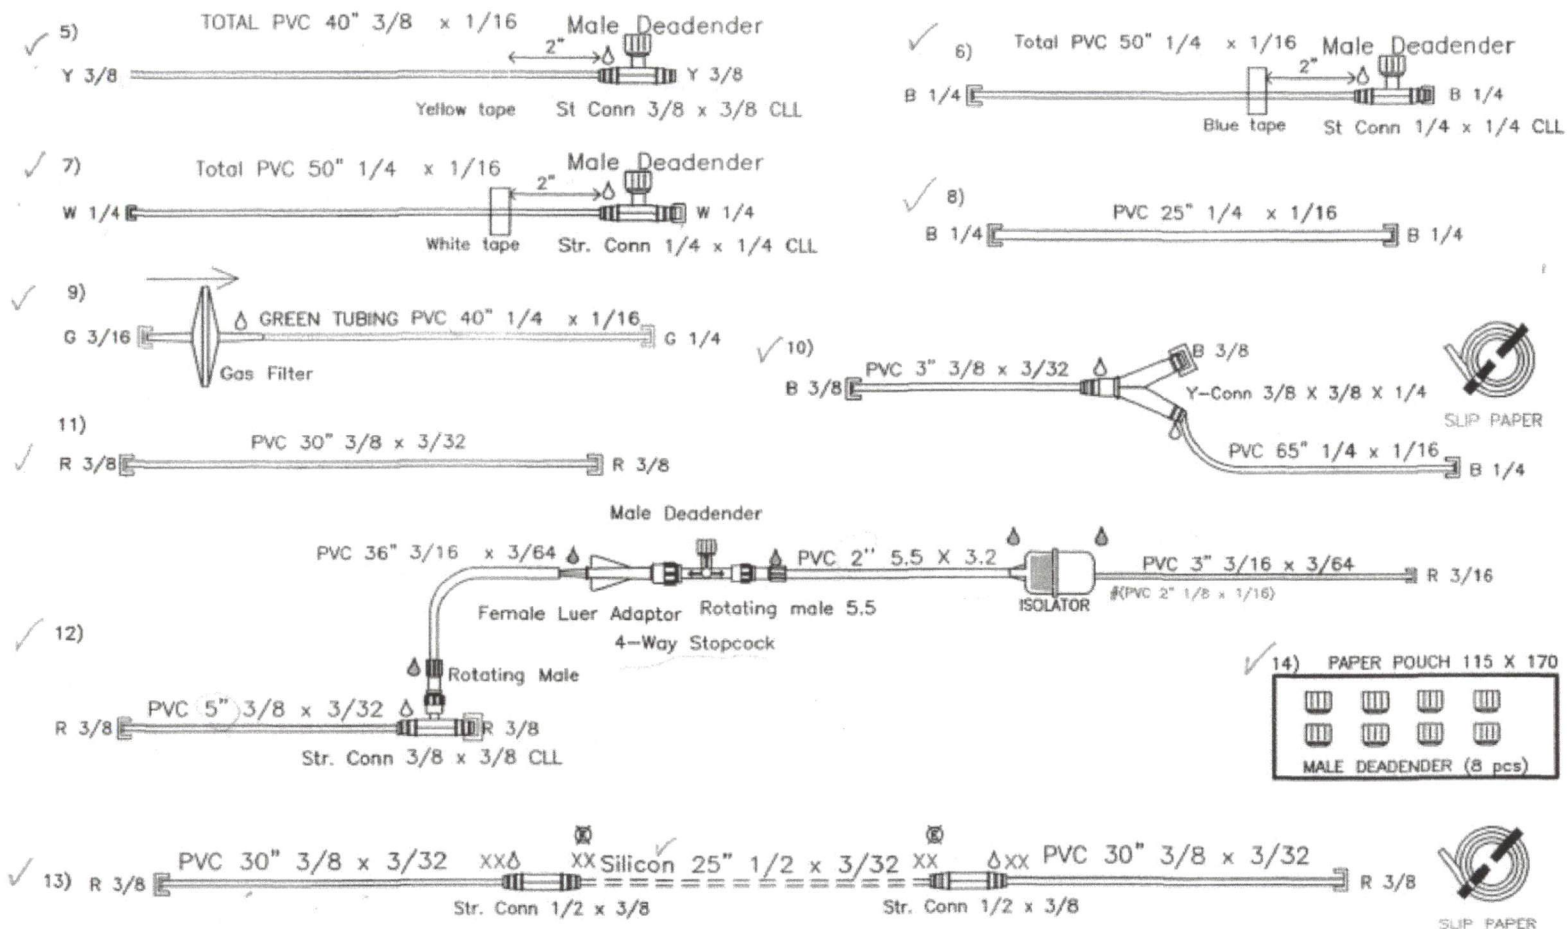 5)
TOTAL PVC 40" 3/8 x 1/16
Male Deadender
2"
Y 3/8
Y 3/8
Yellow tape
St Conn 3/8 x 3/8 CLL
6)
Total PVC 50" 1/4 x 1/16
Male Deadender
2"
B 1/4
B 1/4
Blue tape
St Conn 1/4 x 1/4 CLL
7)
Total PVC 50" 1/4 x 1/16
Male Deadender
2"
W 1/4
W 1/4
White tape
Str. Conn 1/4 x 1/4 CLL
8)
PVC 25" 1/4 x 1/16
B 1/4
B 1/4
9)
G 3/16
GREEN TUBING PVC 40" 1/4 x 1/16
G 1/4
Gas Filter
10)
B 3/8
PVC 3" 3/8 x 3/32
B 3/8
Y-Conn 3/8 X 3/8 X 1/4
PVC 65" 1/4 x 1/16
B 1/4
SLIP PAPER
11)
PVC 30" 3/8 x 3/32
R 3/8
R 3/8
12)
Male Deadender
PVC 36" 3/16 x 3/64
PVC 2'' 5.5 X 3.2
PVC 3" 3/16 x 3/64
R 3/16
#(PVC 2" 1/8 x 1/16)
ISOLATOR
Female Luer Adaptor
Rotating male 5.5
4-Way Stopcock
Rotating Male
PVC 5" 3/8 x 3/32
R 3/8
R 3/8
Str. Conn 3/8 x 3/8 CLL
14) PAPER POUCH 115 X 170
MALE DEADENDER (8 pcs)
13)
R 3/8
PVC 30" 3/8 x 3/32
XX
XX
Silicon 25" 1/2 x 3/32
XX
XX
PVC 30" 3/8 x 3/32
R 3/8
Str. Conn 1/2 x 3/8
Str. Conn 1/2 x 3/8
SLIP PAPER